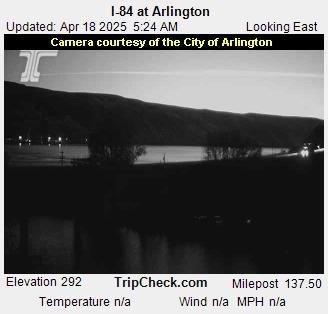 I-84 at Arlington
Updated: Apr 18 2025 5:24 AM Looking East
Camera courtesy of the City of Arlington
Elevation 292 TripCheck.com Milepost 137.50
Temperature n/a Wind n/a MPH n/a